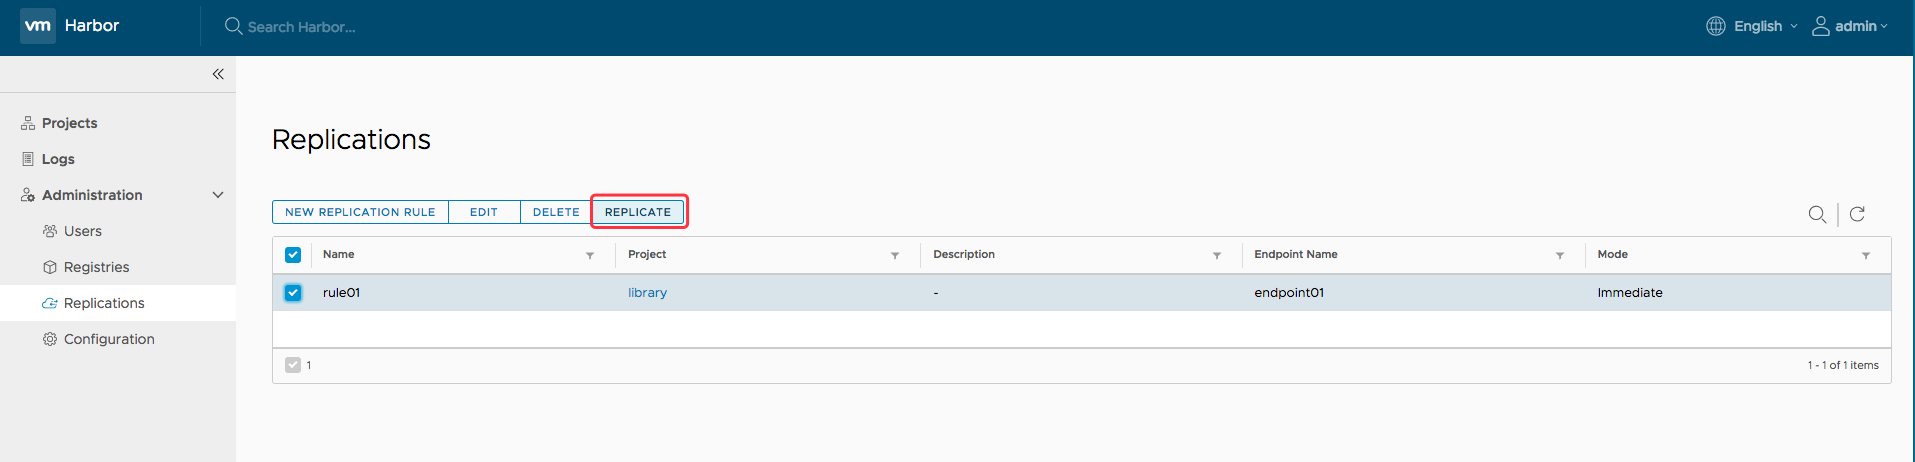 vm Harbor Search Harbor... English admin
Projects
Logs
Administration
Users
Registries
Replications
Configuration
Replications
NEW REPLICATION RULE EDIT DELETE REPLICATE
Name Project Description Endpoint Name Mode
rule01 library - endpoint01 Immediate
1 1 - 1 of 1 items